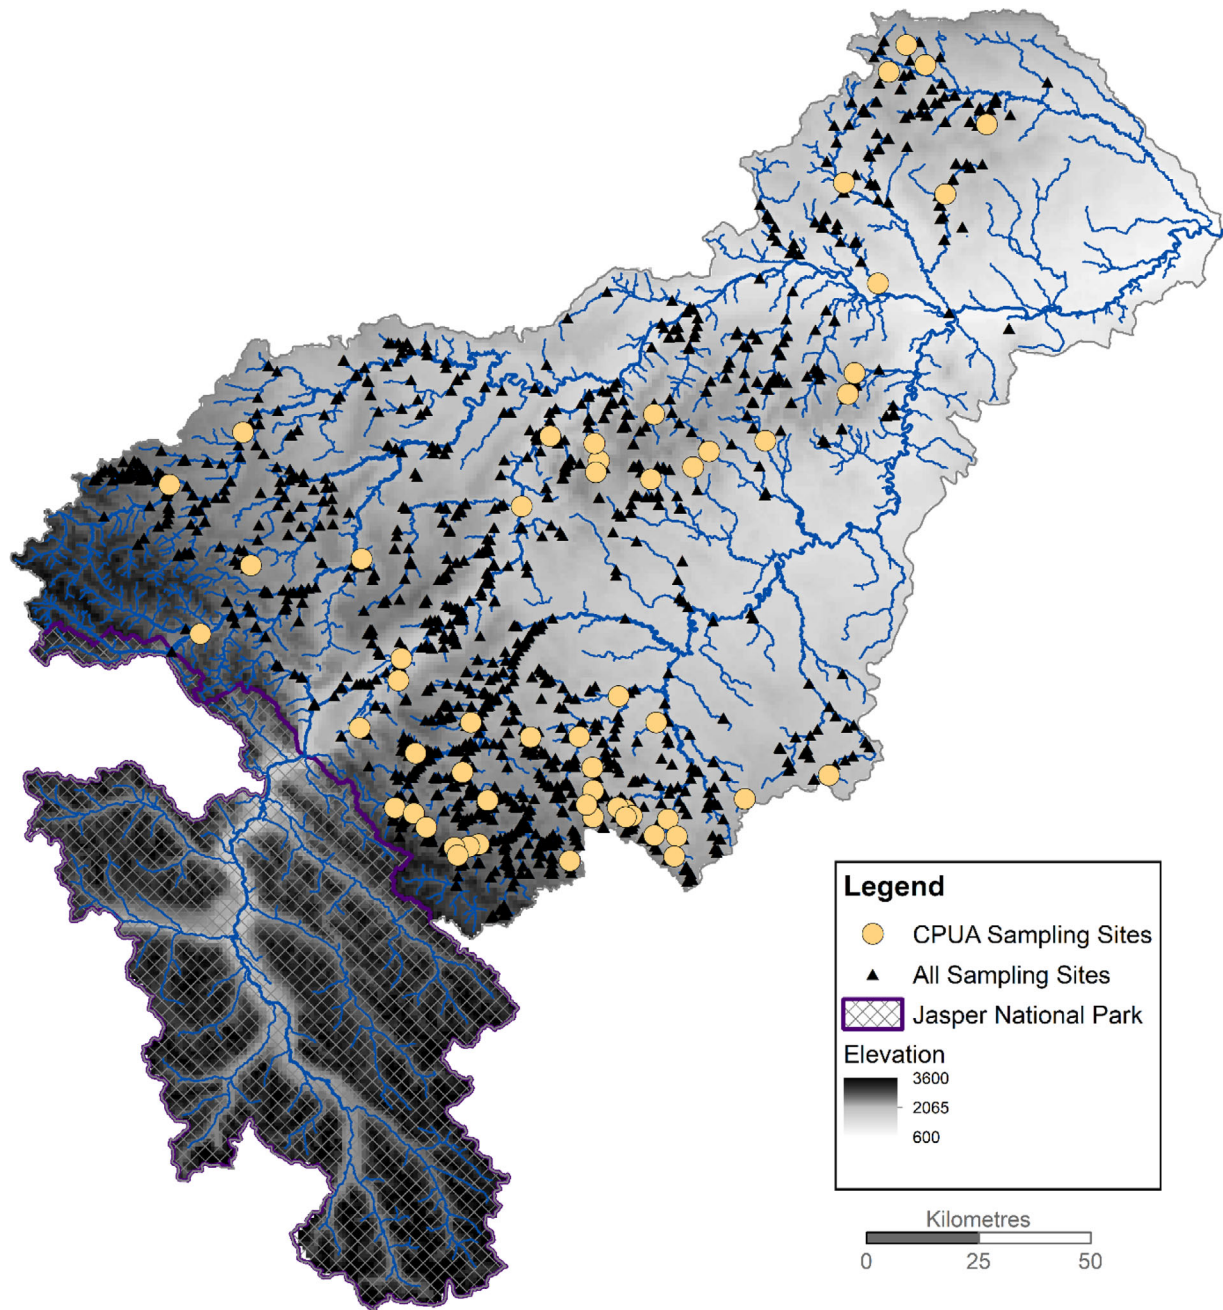 Legend
CPUA Sampling Sites
All Sampling Sites
Jasper National Park
Elevation
3600
2065
600
Kilometres
0 25 50